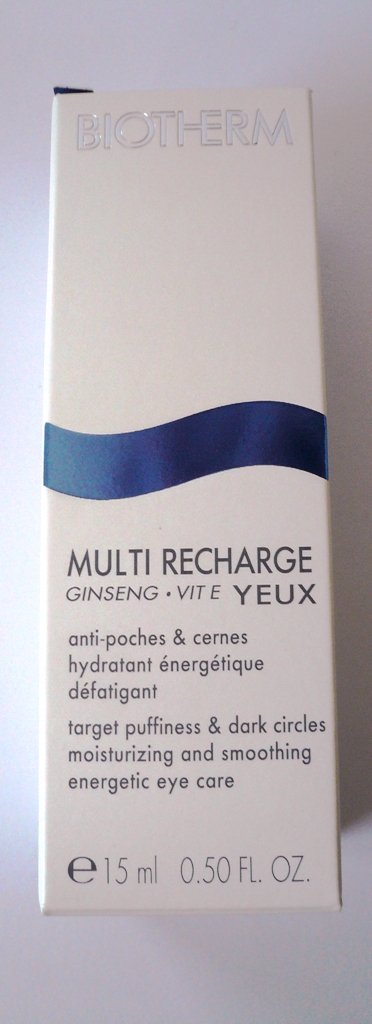 BIOTHERM
MULTI RECHARGE
GINSENG • VIT E YEUX
anti-poches & cernes
hydratant énergétique
défatigant
target puffiness & dark circles
moisturizing and smoothing
energetic eye care
℮ 15 ml 0.50 FL. OZ.